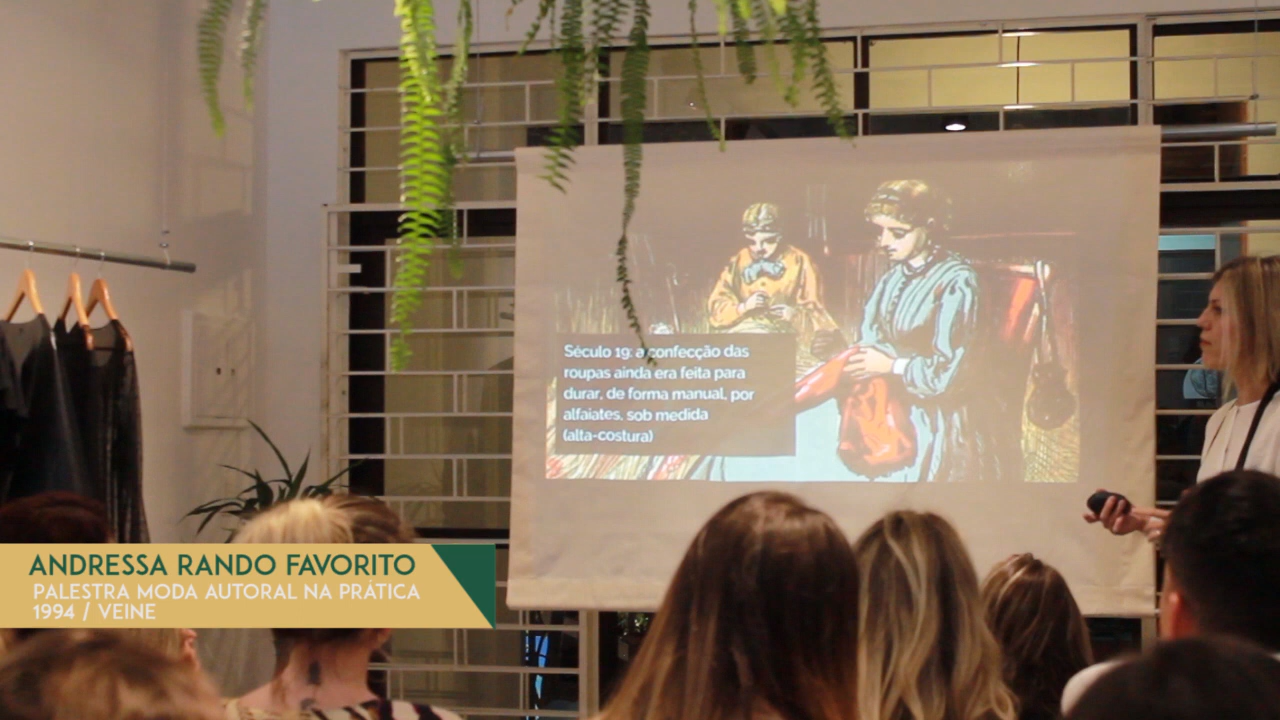 Século 19: a confecção das
roupas ainda era feita para
durar, de forma manual, por
alfaiates, sob medida
(alta-costura)
ANDRESSA RANDO FAVORITO
PALESTRA MODA AUTORAL NA PRÁTICA
1994 / VEINE